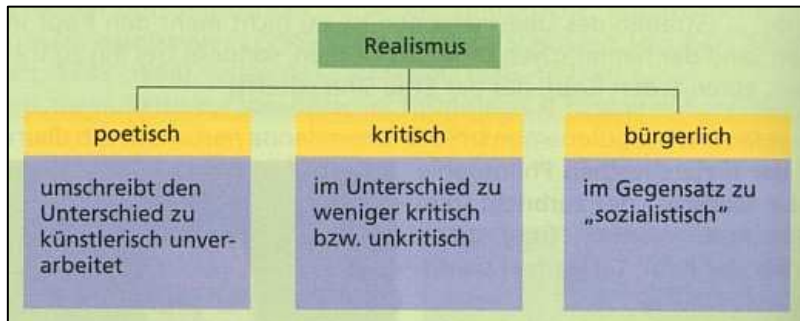 Realismus
poetisch
umschreibt den
Unterschied zu
künstlerisch unver-
arbeitet
kritisch
im Unterschied zu
weniger kritisch
bzw. unkritisch
bürgerlich
im Gegensatz zu
„sozialistisch“